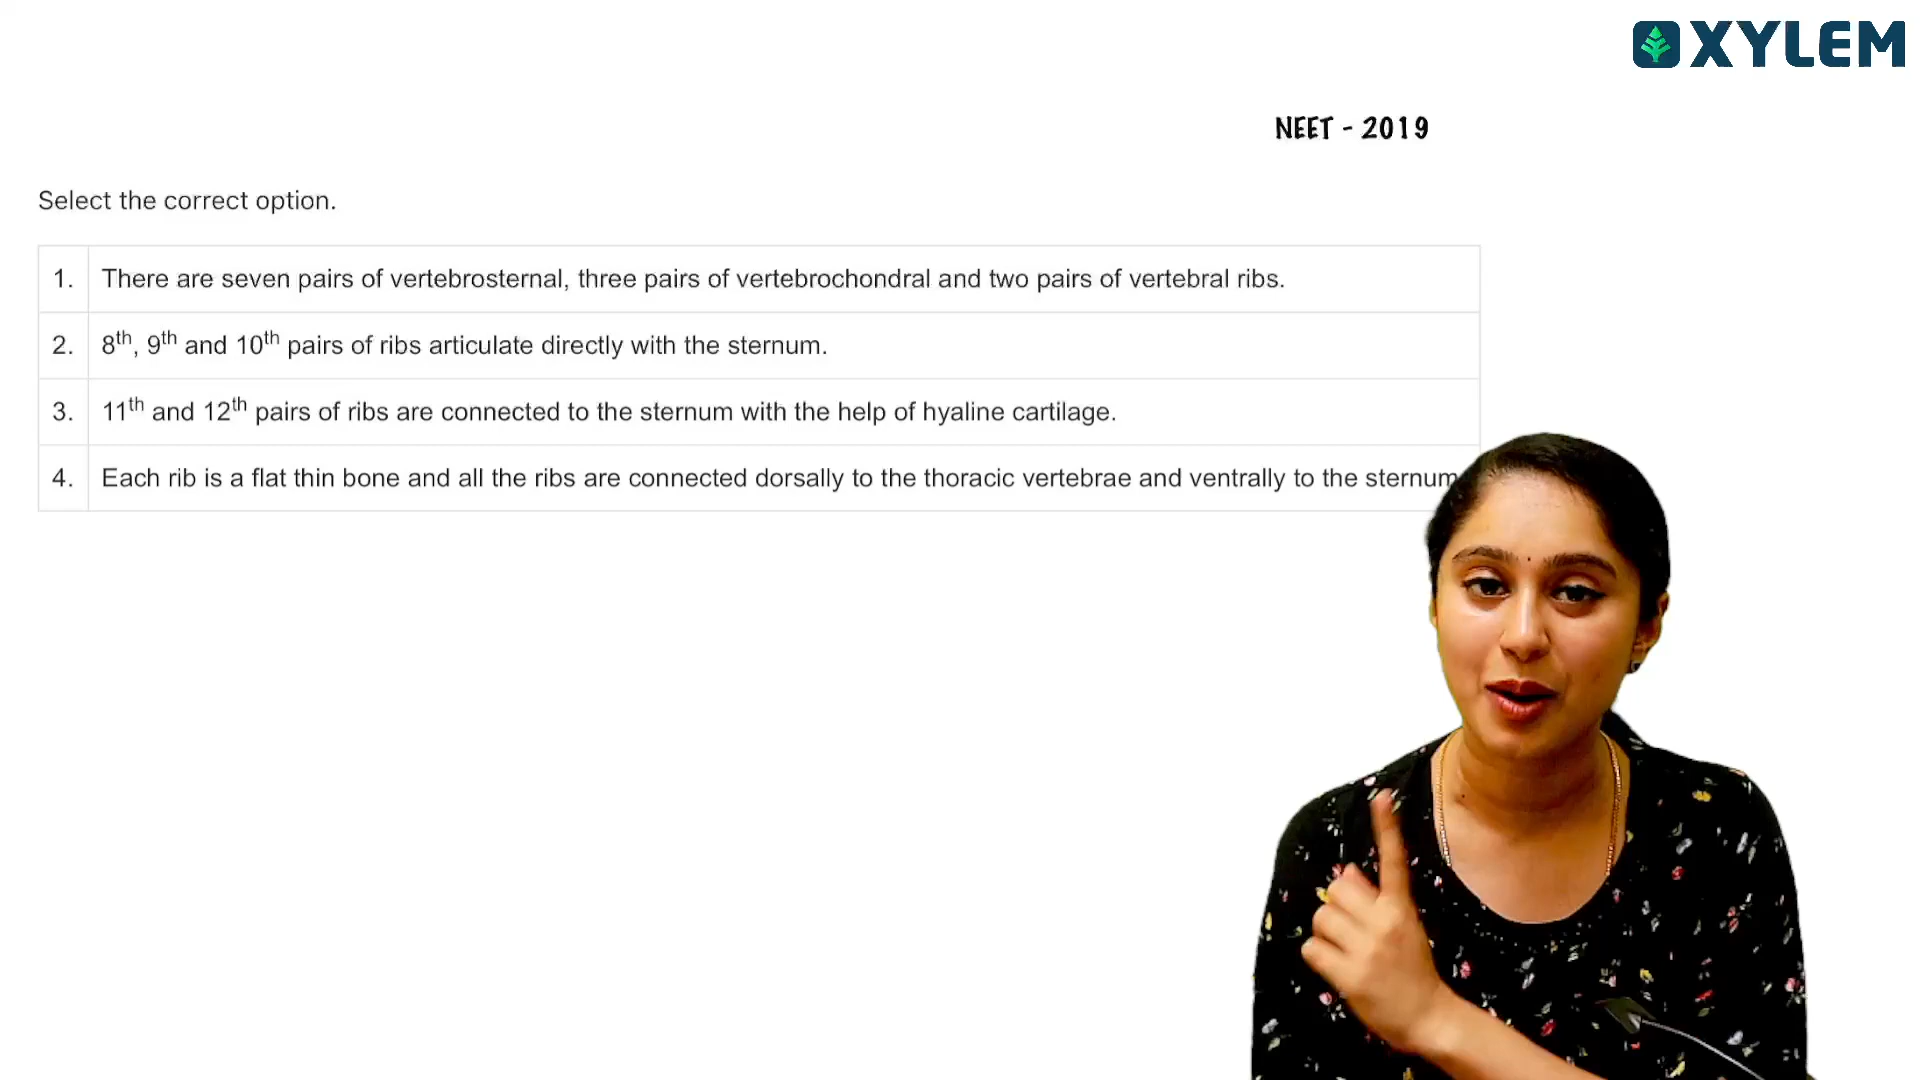 XYLEM
NEET - 2019
Select the correct option.
1. There are seven pairs of vertebrosternal, three pairs of vertebrochondral and two pairs of vertebral ribs.
2. 8th, 9th and 10th pairs of ribs articulate directly with the sternum.
3. 11th and 12th pairs of ribs are connected to the sternum with the help of hyaline cartilage.
4. Each rib is a flat thin bone and all the ribs are connected dorsally to the thoracic vertebrae and ventrally to the sternum